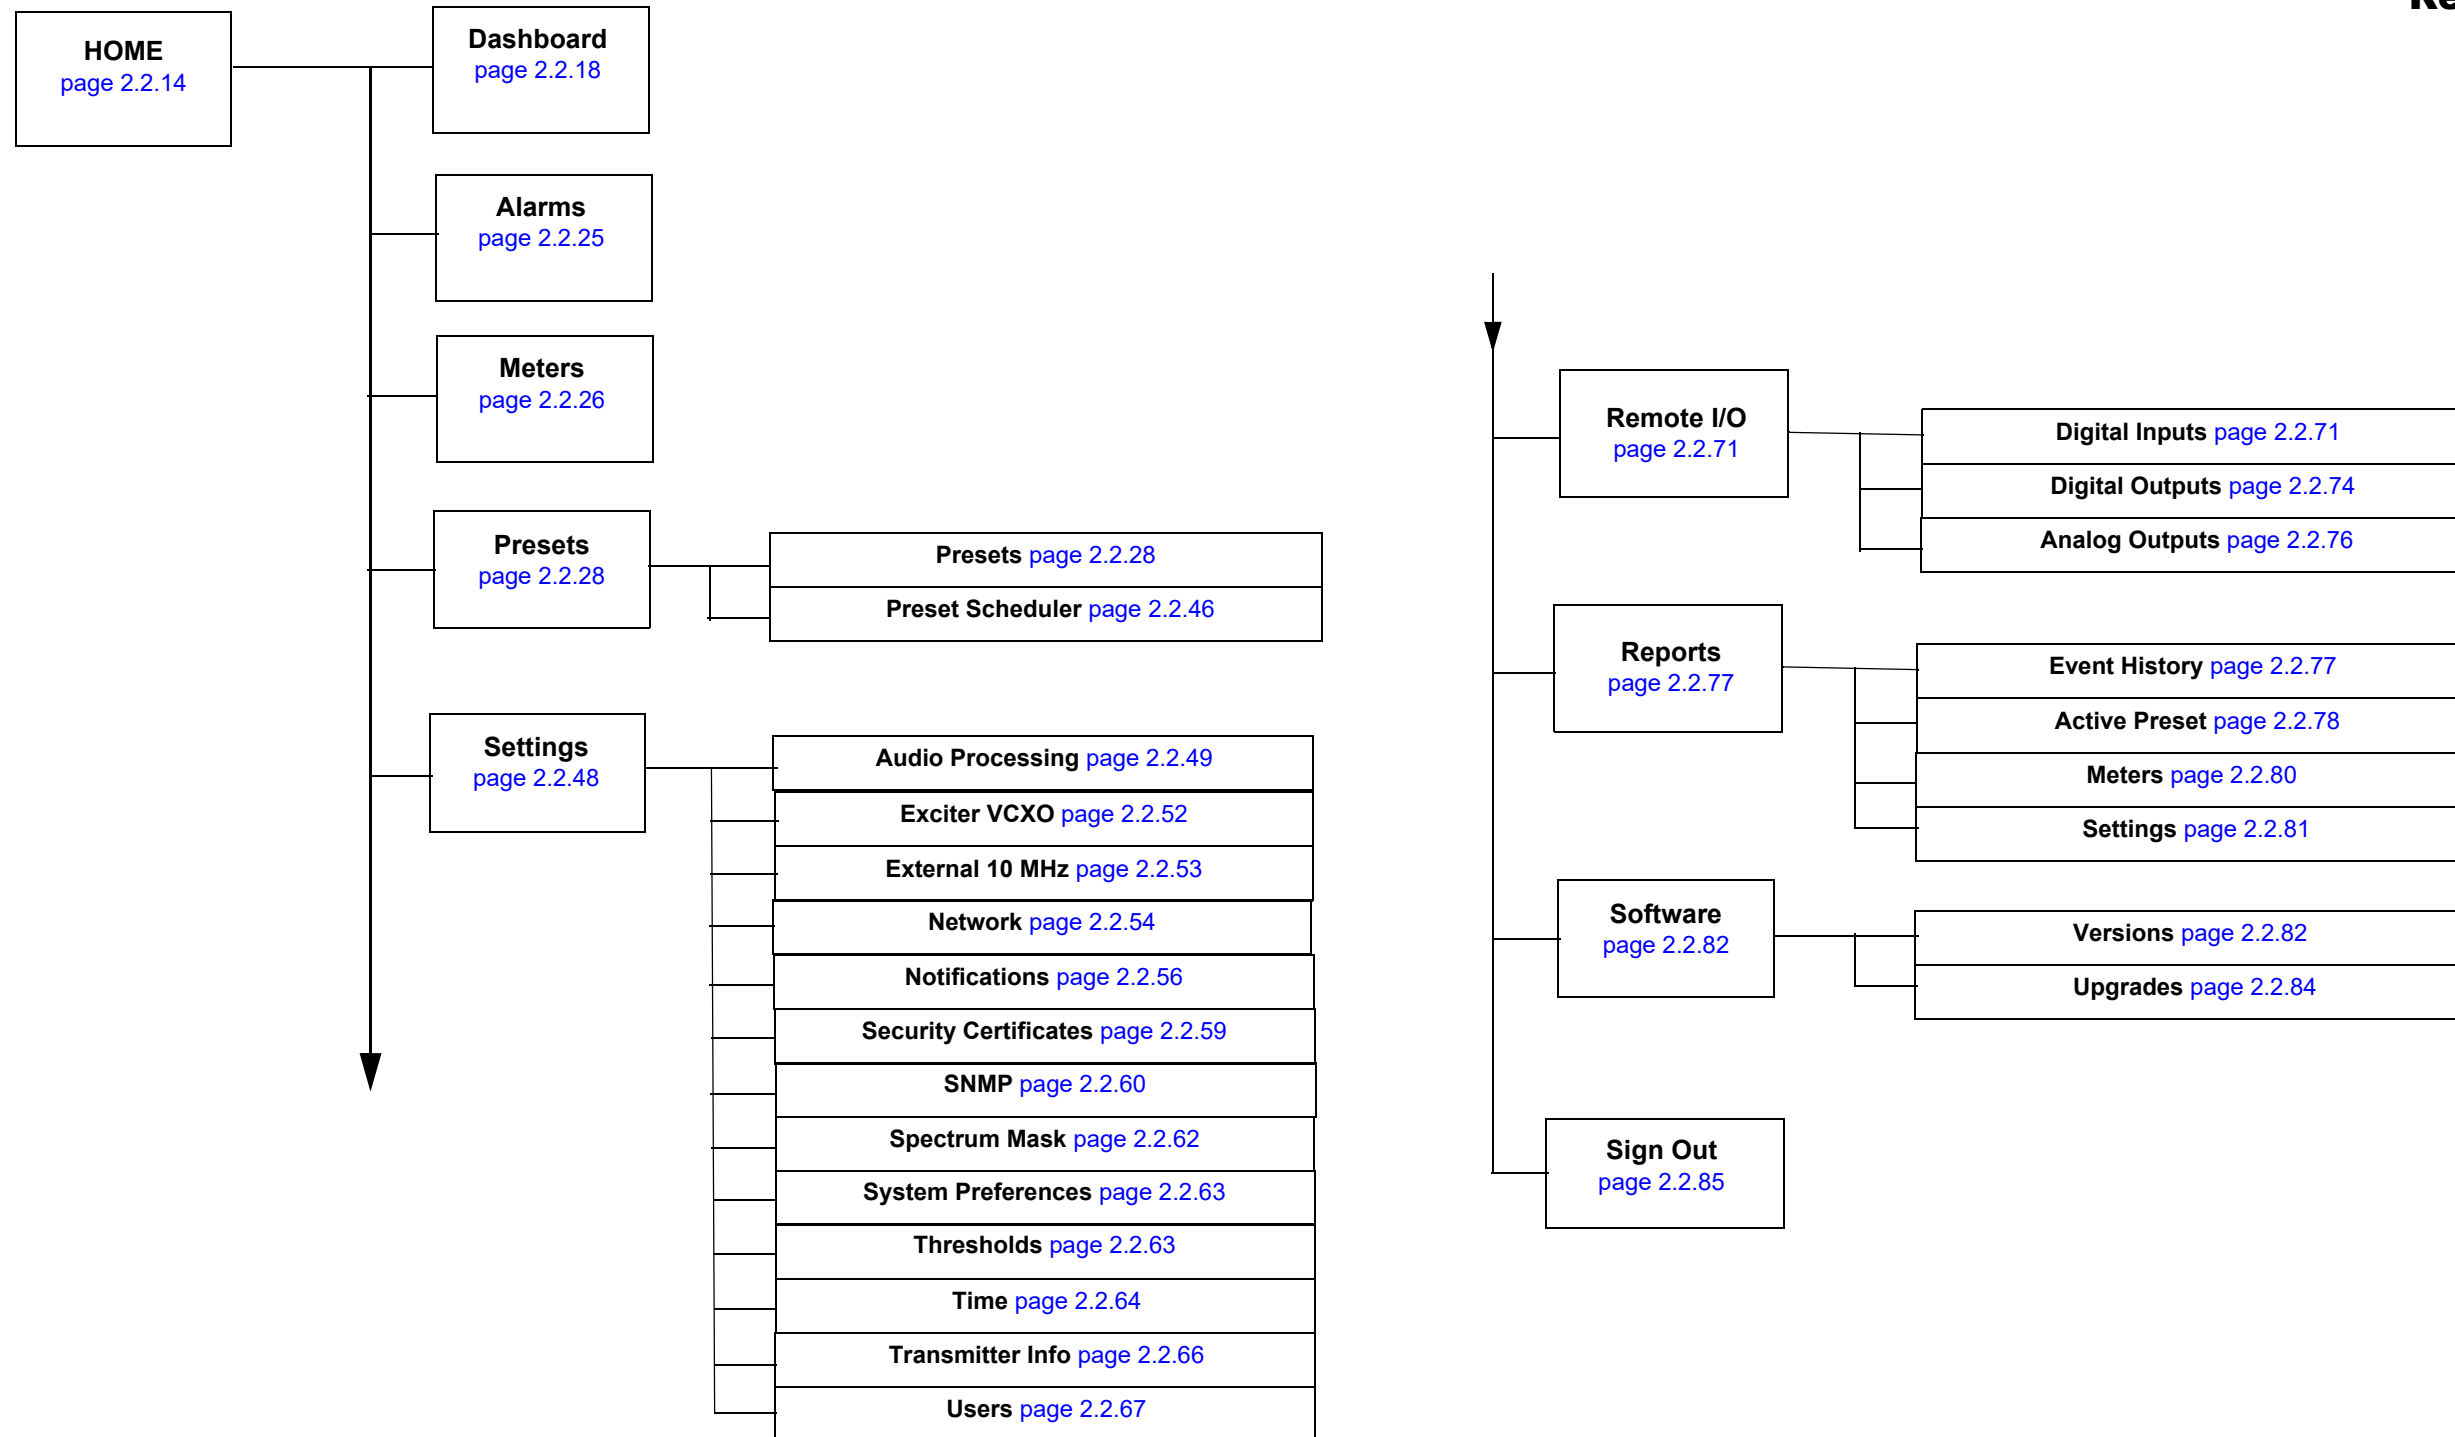 HOME
page 2.2.14
Dashboard
page 2.2.18
Alarms
page 2.2.25
Meters
page 2.2.26
Presets
page 2.2.28
Presets page 2.2.28
Preset Scheduler page 2.2.46
Settings
page 2.2.48
Audio Processing page 2.2.49
Exciter VCXO page 2.2.52
External 10 MHz page 2.2.53
Network page 2.2.54
Notifications page 2.2.56
Security Certificates page 2.2.59
SNMP page 2.2.60
Spectrum Mask page 2.2.62
System Preferences page 2.2.63
Thresholds page 2.2.63
Time page 2.2.64
Transmitter Info page 2.2.66
Users page 2.2.67
Remote I/O
page 2.2.71
Digital Inputs page 2.2.71
Digital Outputs page 2.2.74
Analog Outputs page 2.2.76
Reports
page 2.2.77
Event History page 2.2.77
Active Preset page 2.2.78
Meters page 2.2.80
Settings page 2.2.81
Software
page 2.2.82
Versions page 2.2.82
Upgrades page 2.2.84
Sign Out
page 2.2.85